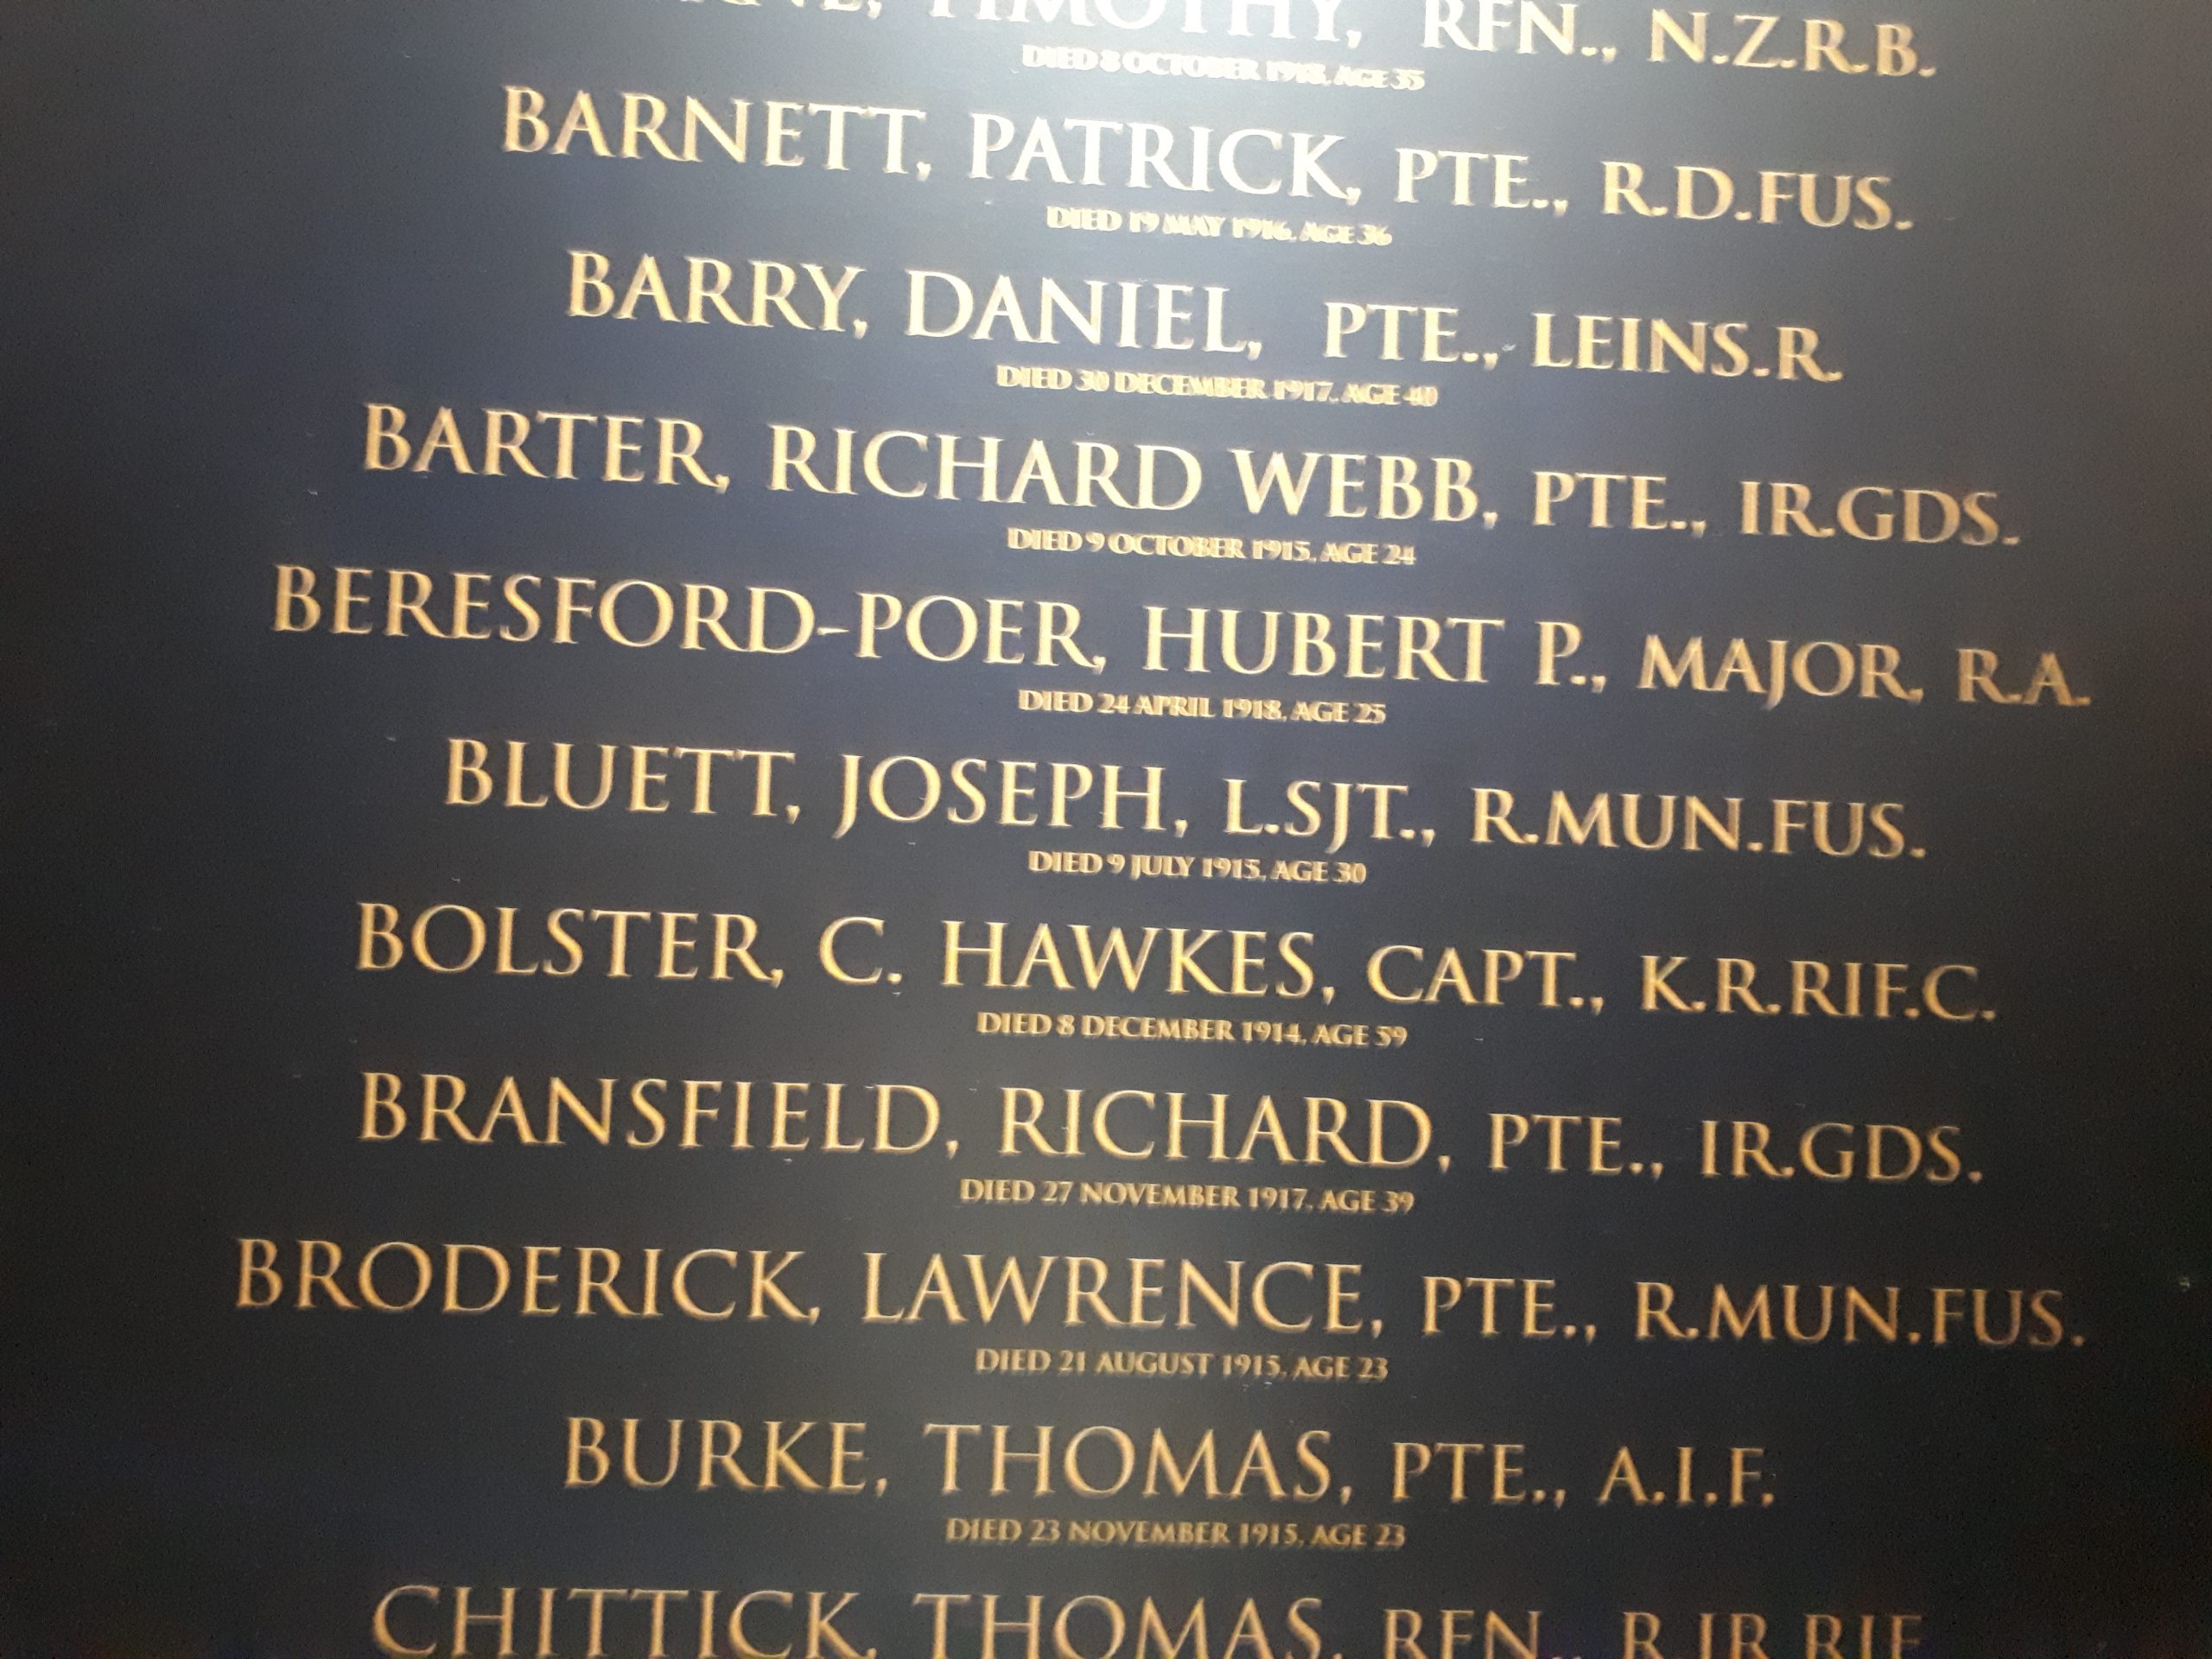 TIMOTHY, RFN., N.Z.R.B.
DIED 8 OCTOBER 1918, AGE 35
BARNETT, PATRICK, PTE., R.D.FUS.
DIED 19 MAY 1916, AGE 36
BARRY, DANIEL, PTE., LEINS.R.
DIED 30 DECEMBER 1917, AGE 40
BARTER, RICHARD WEBB, PTE., IR.GDS.
DIED 9 OCTOBER 1915, AGE 24
BERESFORD-POER, HUBERT P., MAJOR, R.A.
DIED 24 APRIL 1918, AGE 25
BLUETT, JOSEPH, L.SJT., R.MUN.FUS.
DIED 9 JULY 1915, AGE 30
BOLSTER, C. HAWKES, CAPT., K.R.RIF.C.
DIED 8 DECEMBER 1914, AGE 59
BRANSFIELD, RICHARD, PTE., IR.GDS.
DIED 27 NOVEMBER 1917, AGE 39
BRODERICK, LAWRENCE, PTE., R.MUN.FUS.
DIED 21 AUGUST 1915, AGE 23
BURKE, THOMAS, PTE., A.I.F.
DIED 23 NOVEMBER 1915, AGE 23
CHITTICK, THOMAS, RFN., R.IR.RIF